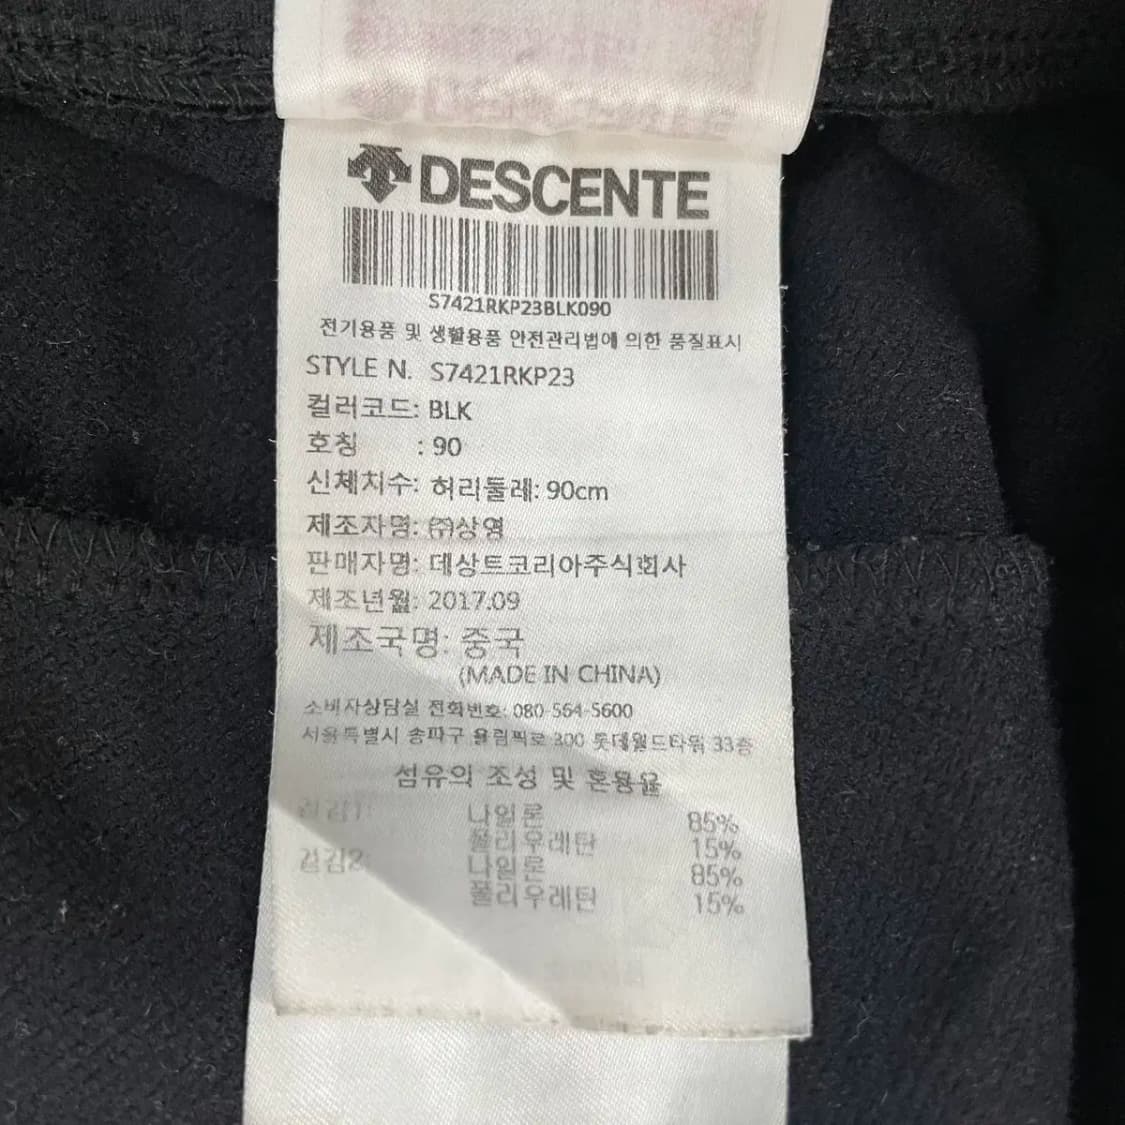 DESCENTE
S7421RKP23BLK090
전기용품 및 생활용품 안전관리법에 의한 품질표시
STYLE N. S7421RKP23
컬러코드: BLK
호칭 : 90
신체치수: 허리둘레: 90cm
제조자명: ㈜상영
판매자명: 데상트코리아주식회사
제조년월: 2017.09
제조국명: 중국
(MADE IN CHINA)
소비자상담실 전화번호: 080-564-5600
서울특별시 송파구 올림픽로 300 롯데월드타워 33층
섬유의 조성 및 혼용율
겉감1: 나일론 85%
폴리우레탄 15%
겉감2: 나일론 85%
폴리우레탄 15%